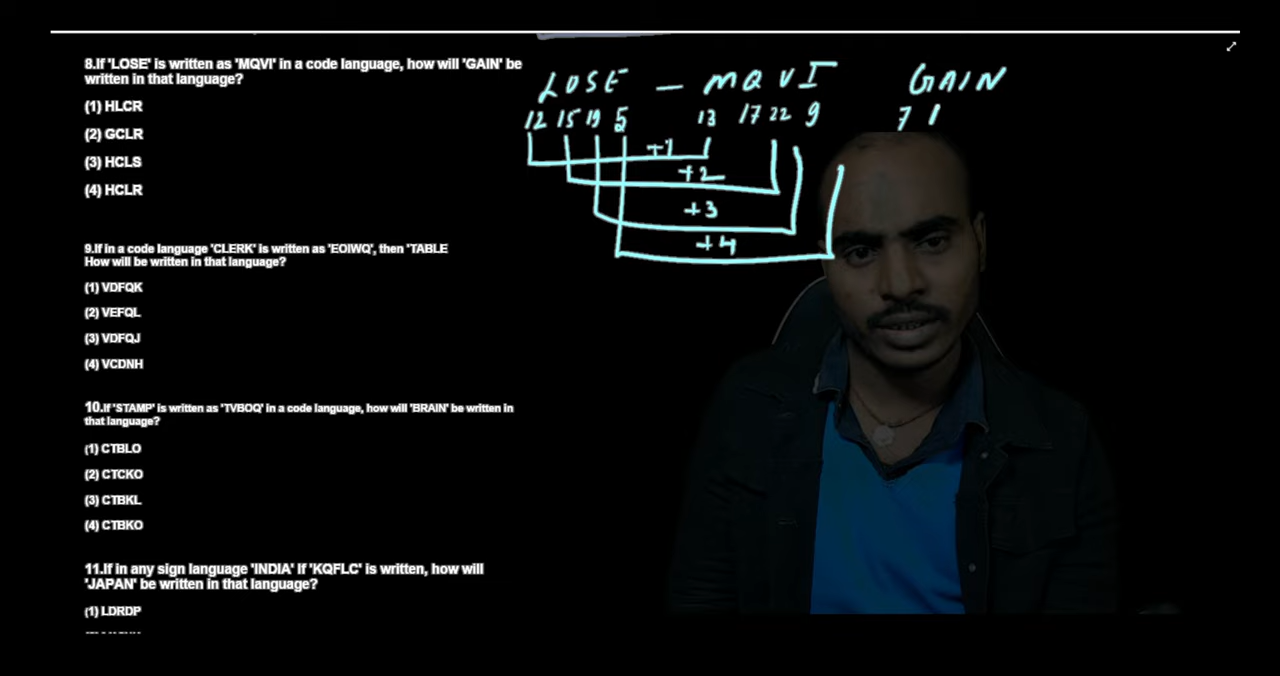 8.If 'LOSE' is written as 'MQVI' in a code language, how will 'GAIN' be
written in that language?
(1) HLCR
(2) GCLR
(3) HCLS
(4) HCLR
LOSE – MQVI GAIN
12 15 19 5 13 17 22 9 7 1
+1
+2
+3
+4
9.If in a code language 'CLERK' is written as 'EOIWQ', then 'TABLE
How will be written in that language?
(1) VDFQK
(2) VEFQL
(3) VDFQJ
(4) VCDNH
10.If 'STAMP' is written as 'TVBOQ' in a code language, how will 'BRAIN' be written in
that language?
(1) CTBLO
(2) CTCKO
(3) CTBKL
(4) CTBKO
11.If in any sign language 'INDIA' if 'KQFLC' is written, how will
'JAPAN' be written in that language?
(1) LDRDP